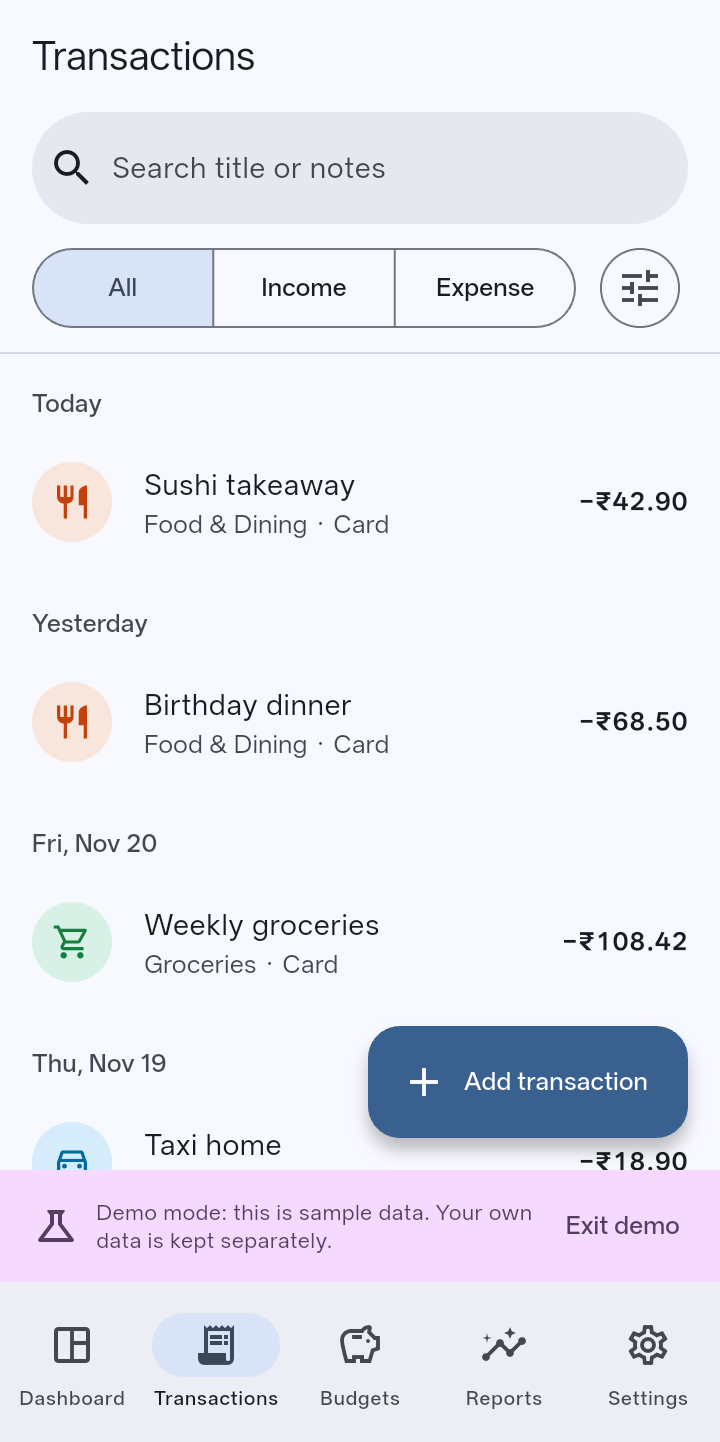 Transactions
Search title or notes
All
Income
Expense
Today
Sushi takeaway
−₹42.90
Food & Dining · Card
Yesterday
Birthday dinner
−₹68.50
Food & Dining · Card
Fri, Nov 20
Weekly groceries
−₹108.42
Groceries · Card
Thu, Nov 19
Add transaction
Taxi home
−₹18.90
Demo mode: this is sample data. Your own
data is kept separately.
Exit demo
Dashboard
Transactions
Budgets
Reports
Settings